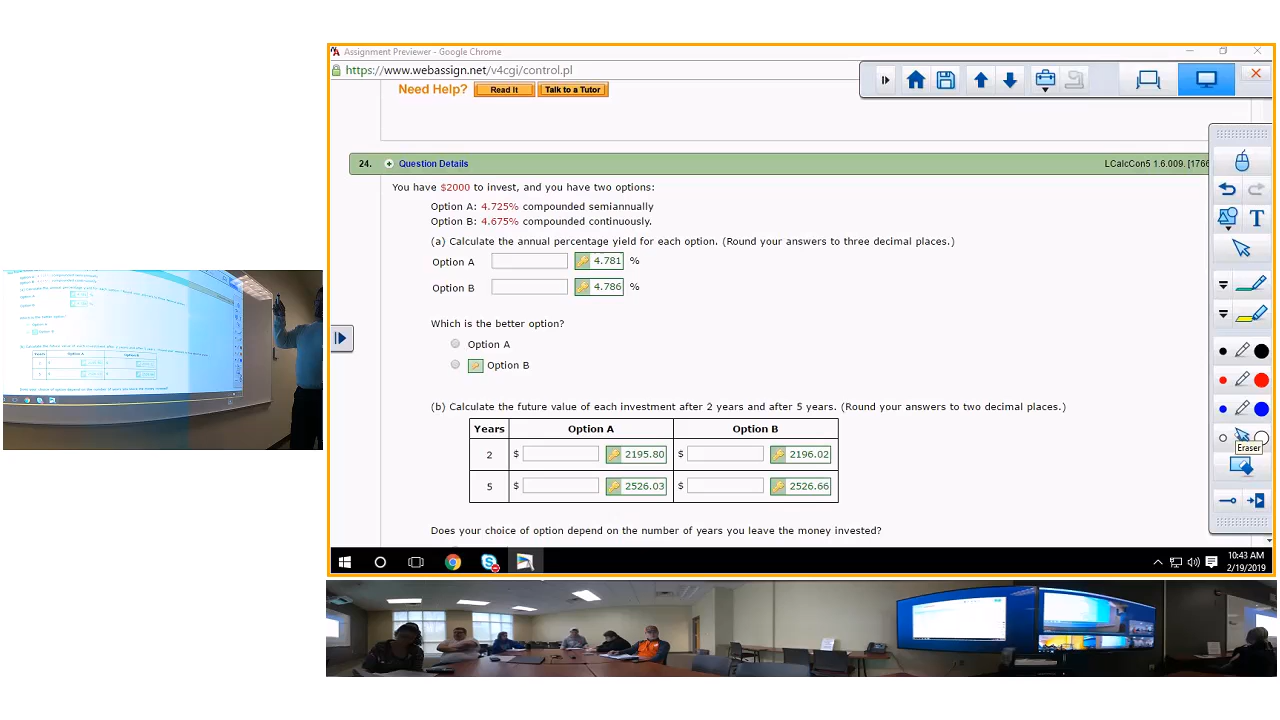 Assignment Previewer - Google Chrome
https://www.webassign.net/v4cgi/control.pl
Need Help? Read It Talk to a Tutor
24. Question Details LCalcCon5 1.6.009. [1766
You have $2000 to invest, and you have two options:
Option A: 4.725% compounded semiannually
Option B: 4.675% compounded continuously.
(a) Calculate the annual percentage yield for each option. (Round your answers to three decimal places.)
Option A 4.781 %
Option B 4.786 %
Which is the better option?
Option A
Option B
(b) Calculate the future value of each investment after 2 years and after 5 years. (Round your answers to two decimal places.)
Years Option A Option B
2 $ 2195.80 $ 2196.02
5 $ 2526.03 $ 2526.66
Does your choice of option depend on the number of years you leave the money invested?
T
Eraser
10:43 AM
2/19/2019